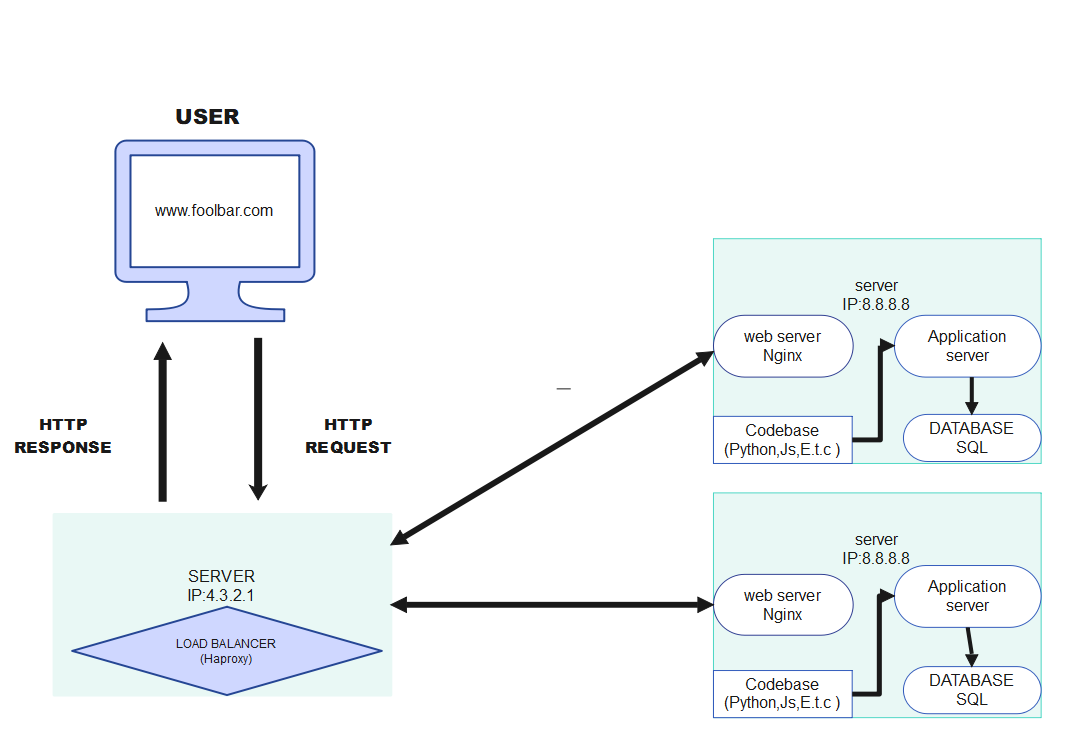 USER
www.foolbar.com
HTTP
RESPONSE
HTTP
REQUEST
SERVER
IP:4.3.2.1
LOAD BALANCER
(Haproxy)
server
IP:8.8.8.8
web server
Nginx
Application
server
Codebase
(Python,Js,E.t.c )
DATABASE
SQL
server
IP:8.8.8.8
web server
Nginx
Application
server
Codebase
(Python,Js,E.t.c )
DATABASE
SQL